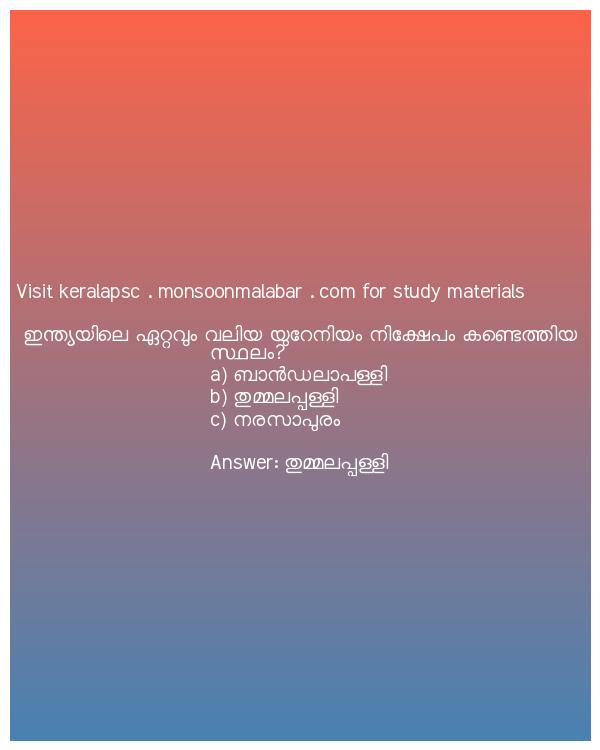 Visit keralapsc . monsoonmalabar . com for study materials
ഇന്ത്യയിലെ ഏറ്റവും വലിയ യുറേനിയം നിക്ഷേപം കണ്ടെത്തിയ
സ്ഥലം?
a) ബാൻഡലാപള്ളി
b) തുമ്മലപ്പള്ളി
c) നരസാപുരം
Answer: തുമ്മലപ്പള്ളി